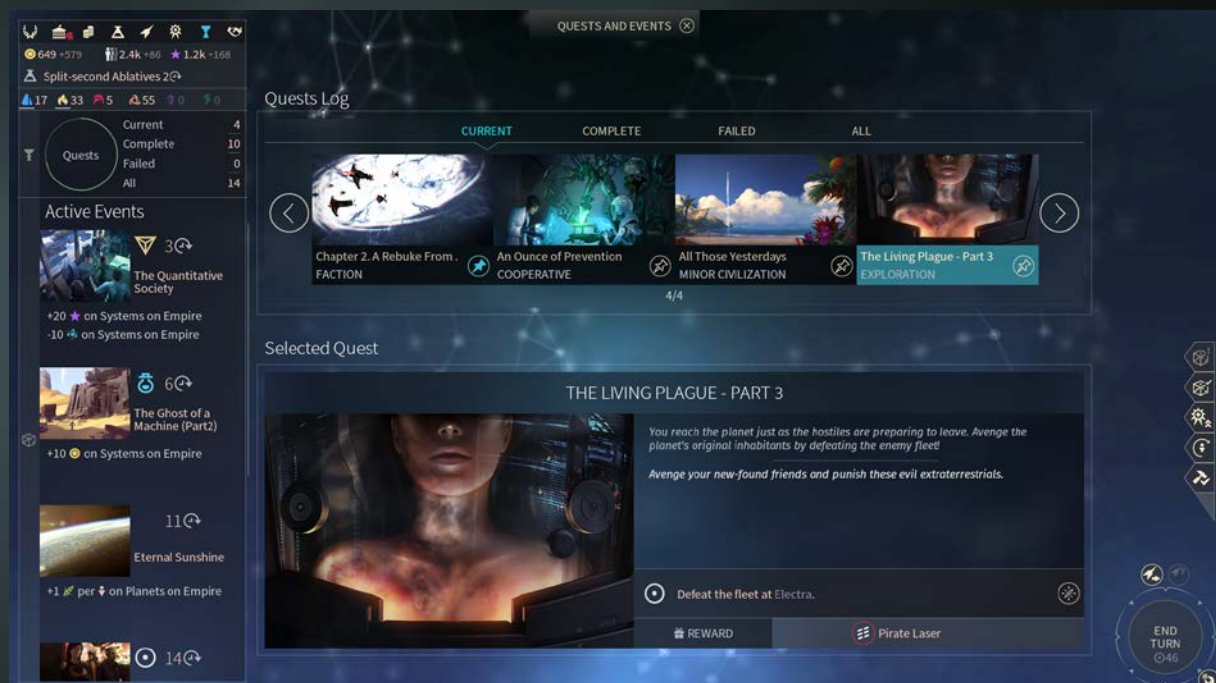 QUESTS AND EVENTS
649 +579 2.4k +86 1.2k +168
Split-second Ablatives 2
17 33 5 55 0 0
Quests
Current 4
Complete 10
Failed 0
All 14
Active Events
3
The Quantitative
Society
+20 on Systems on Empire
-10 on Systems on Empire
6
The Ghost of a
Machine (Part2)
+10 on Systems on Empire
11
Eternal Sunshine
+1 per on Planets on Empire
14
Quests Log
CURRENT COMPLETE FAILED ALL
Chapter 2. A Rebuke From .
FACTION
An Ounce of Prevention
COOPERATIVE
All Those Yesterdays
MINOR CIVILIZATION
The Living Plague - Part 3
EXPLORATION
4/4
Selected Quest
THE LIVING PLAGUE - PART 3
You reach the planet just as the hostiles are preparing to leave. Avenge the
planet's original inhabitants by defeating the enemy fleet!
Avenge your new-found friends and punish these evil extraterrestrials.
Defeat the fleet at Electra.
REWARD
Pirate Laser
END
TURN
46